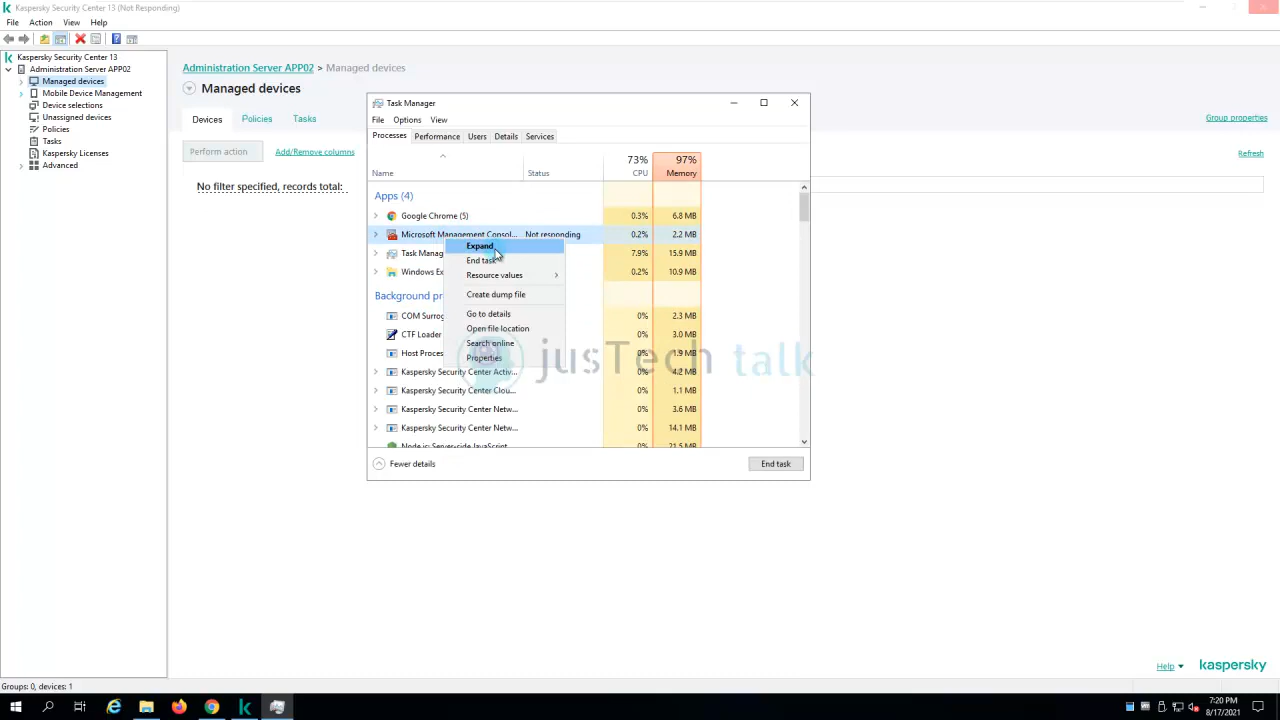 Kaspersky Security Center 13 (Not Responding)
File Action View Help
Kaspersky Security Center 13
Administration Server APP02
Managed devices
Mobile Device Management
Device selections
Unassigned devices
Policies
Tasks
Kaspersky Licenses
Advanced
Administration Server APP02 > Managed devices
Managed devices
Devices Policies Tasks
Group properties
Perform action Add/Remove columns
Refresh
No filter specified, records total:
Task Manager
File Options View
Processes Performance Users Details Services
73% 97%
Name Status CPU Memory
Apps (4)
Google Chrome (5) 0.3% 6.8 MB
Microsoft Management Consol... Not responding 0.2% 2.2 MB
Task Manag 7.9% 15.9 MB
Windows Ex 0.2% 10.9 MB
Background pr
COM Surrog 0% 2.3 MB
CTF Loader 0% 3.0 MB
Host Proces 0% 1.9 MB
Kaspersky Security Center Activ... 0% 4.2 MB
Kaspersky Security Center Clou... 0% 1.1 MB
Kaspersky Security Center Netw... 0% 3.6 MB
Kaspersky Security Center Netw... 0% 14.1 MB
Node.js: Server-side JavaScript 0% 21.5 MB
Expand
End task
Resource values
Create dump file
Go to details
Open file location
Search online
Properties
jusTech talk
Fewer details End task
Help kaspersky
Groups: 0, devices: 1
7:20 PM
8/17/2021